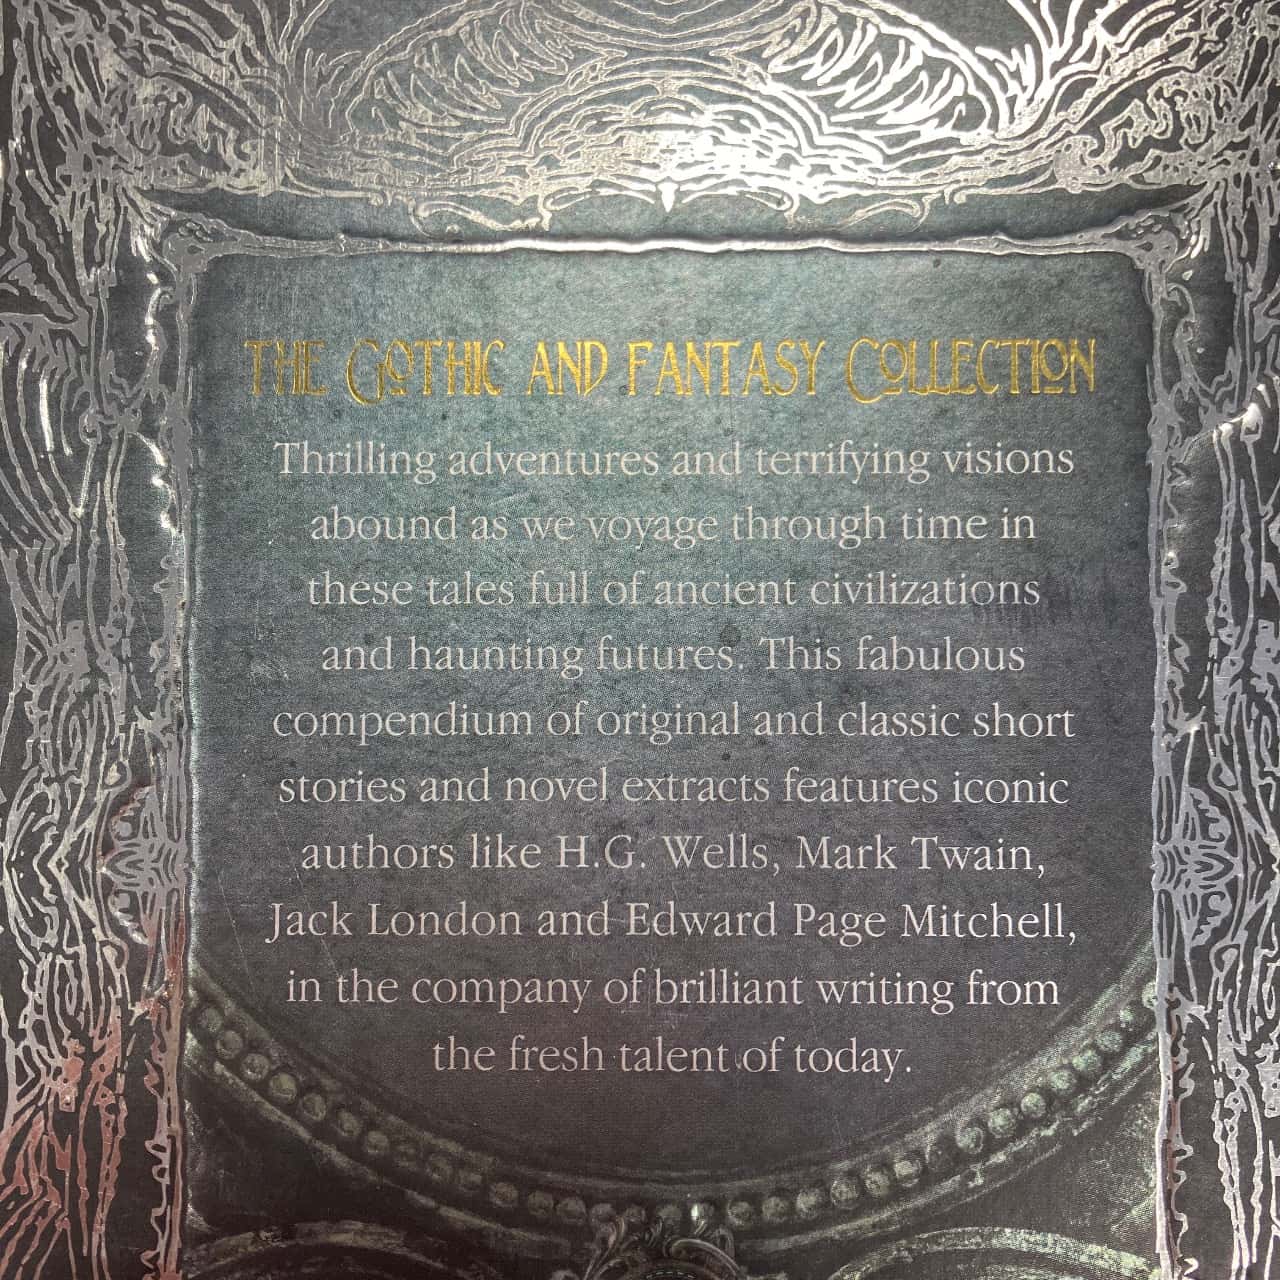 THE GOTHIC AND FANTASY COLLECTION
Thrilling adventures and terrifying visions
abound as we voyage through time in
these tales full of ancient civilizations
and haunting futures. This fabulous
compendium of original and classic short
stories and novel extracts features iconic
authors like H.G. Wells, Mark Twain,
Jack London and Edward Page Mitchell,
in the company of brilliant writing from
the fresh talent of today.